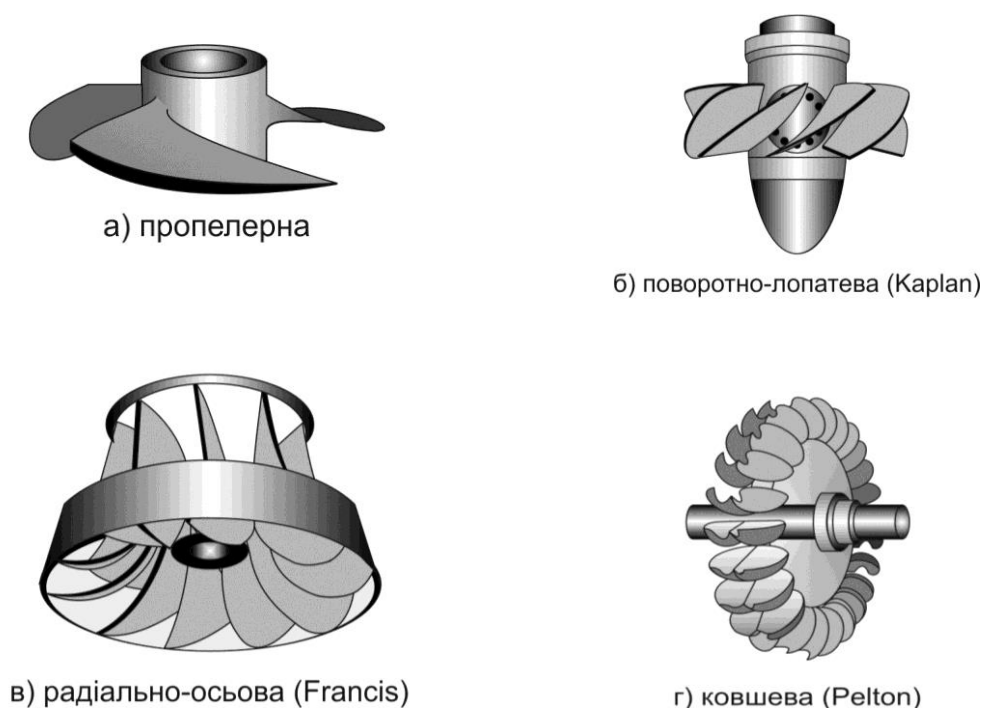 а) пропелерна
б) поворотно-лопатева (Kaplan)
в) радіально-осьова (Francis)
г) ковшева (Pelton)